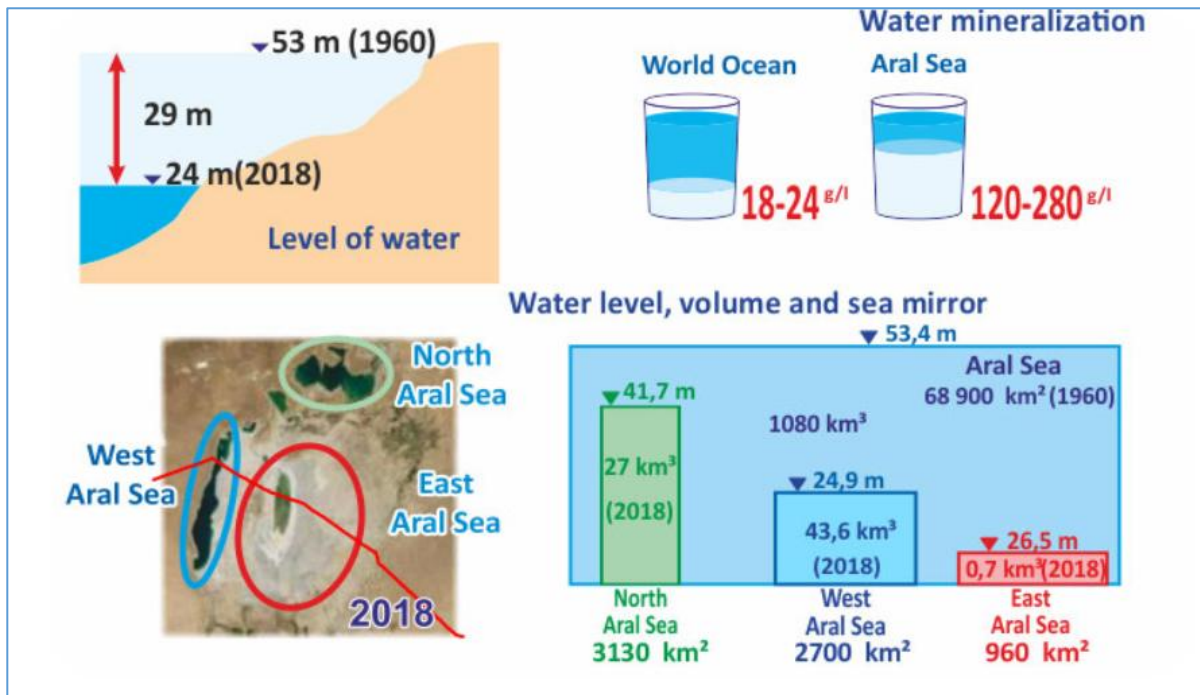 53 m (1960)
29 m
24 m(2018)
Level of water
Water mineralization
World Ocean
Aral Sea
18-24 g/l
120-280 g/l
North
Aral Sea
West
Aral Sea
East
Aral Sea
2018
Water level, volume and sea mirror
53,4 m
Aral Sea
68 900 km² (1960)
1080 km³
41,7 m
27 km³
(2018)
24,9 m
43,6 km³
(2018)
26,5 m
0,7 km³(2018)
North
Aral Sea
3130 km²
West
Aral Sea
2700 km²
East
Aral Sea
960 km²